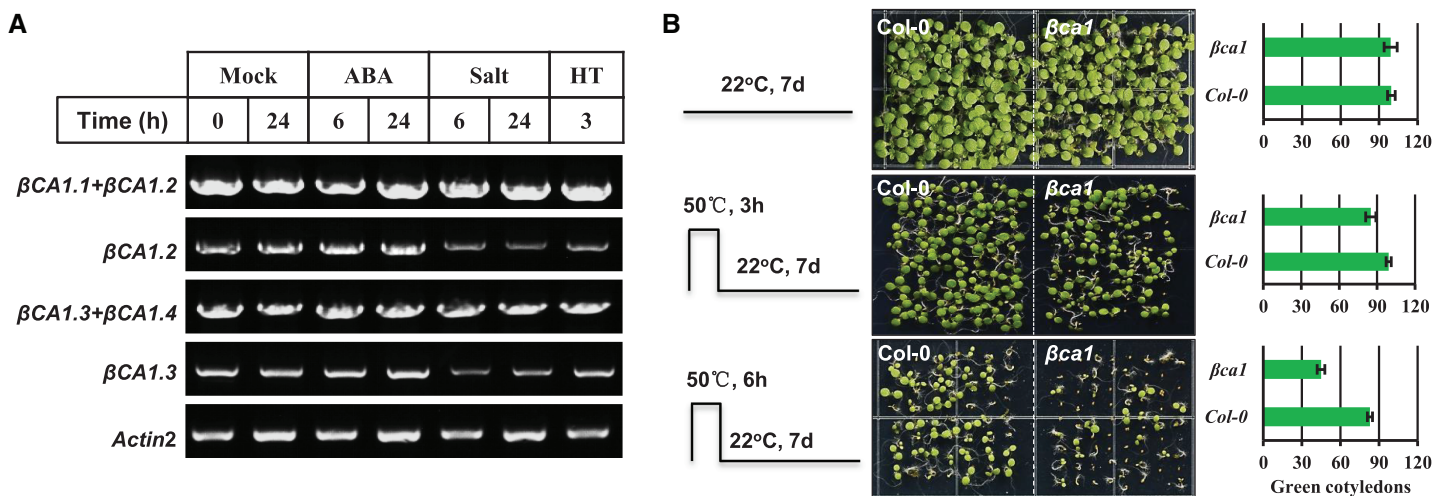 A
Mock ABA Salt HT
Time (h) 0 24 6 24 6 24 3
βCA1.1+βCA1.2
βCA1.2
βCA1.3+βCA1.4
βCA1.3
Actin2
B
22°C, 7d
Col-0 βca1
βca1
Col-0
0 30 60 90 120
50℃, 3h
22°C, 7d
Col-0 βca1
βca1
Col-0
0 30 60 90 120
50℃, 6h
22°C, 7d
Col-0 βca1
βca1
Col-0
0 30 60 90 120
Green cotyledons